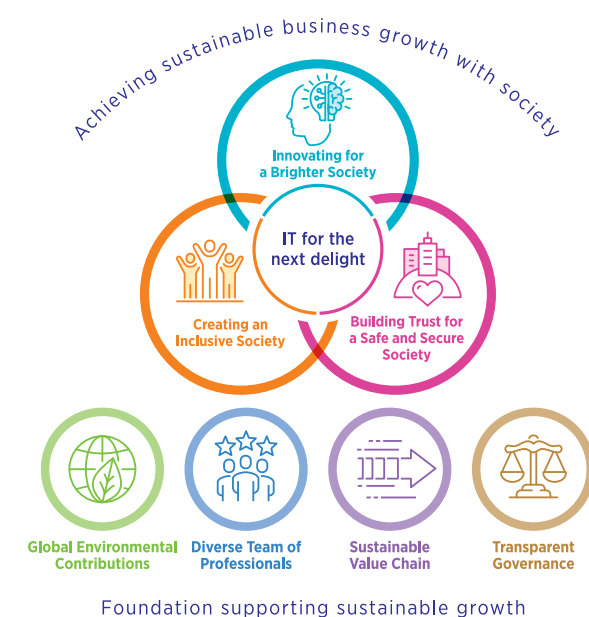 Achieving sustainable business growth with society
Innovating for
a Brighter Society
IT for the
next delight
Creating an
Inclusive Society
Building Trust for
a Safe and Secure
Society
Global Environmental
Contributions
Diverse Team of
Professionals
Sustainable
Value Chain
Transparent
Governance
Foundation supporting sustainable growth